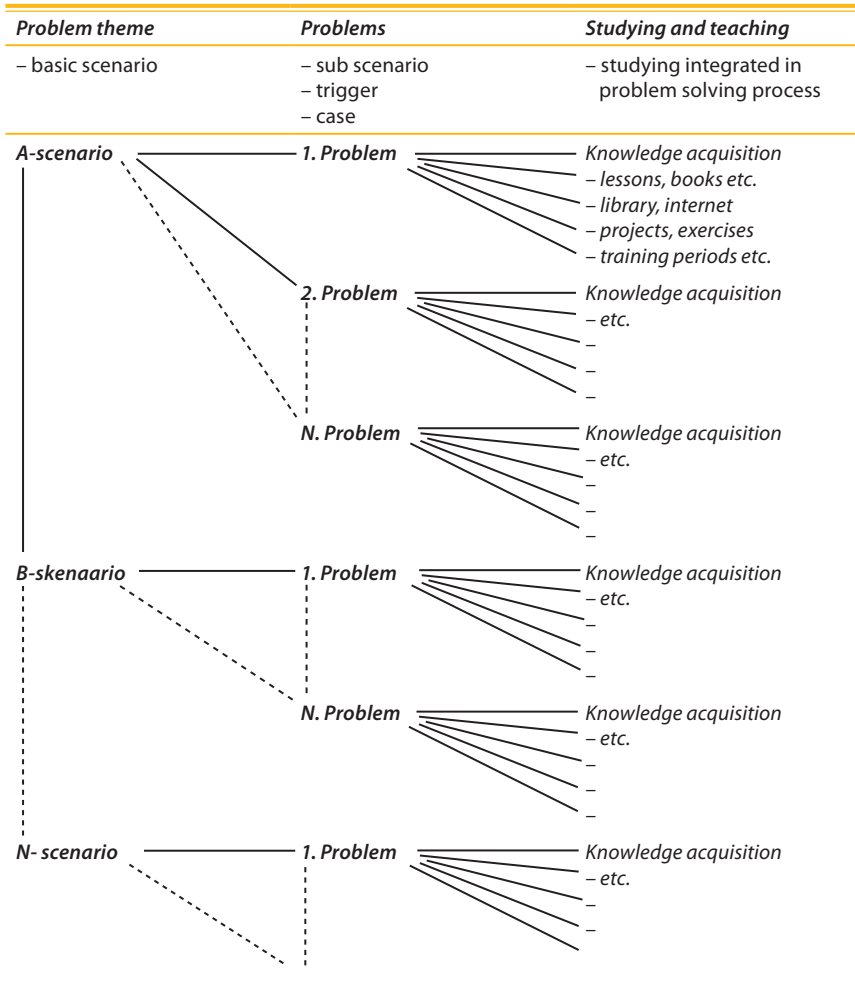 Problem theme Problems Studying and teaching
– basic scenario – sub scenario – studying integrated in
– trigger problem solving process
– case
A-scenario 1. Problem Knowledge acquisition
– lessons, books etc.
– library, internet
– projects, exercises
– training periods etc.
2. Problem Knowledge acquisition
– etc.
–
–
–
N. Problem Knowledge acquisition
– etc.
–
–
–
B-skenaario 1. Problem Knowledge acquisition
– etc.
–
–
–
N. Problem Knowledge acquisition
– etc.
–
–
–
N- scenario 1. Problem Knowledge acquisition
– etc.
–
–